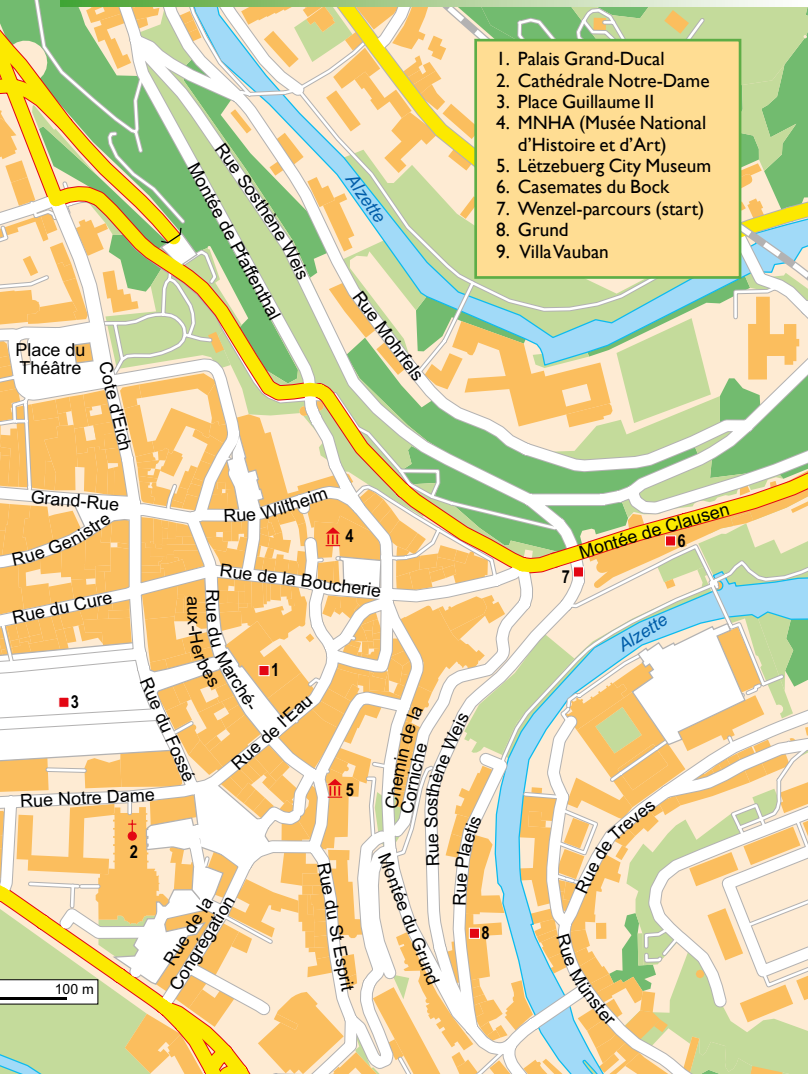 1. Palais Grand-Ducal
2. Cathédrale Notre-Dame
3. Place Guillaume II
4. MNHA (Musée National
d'Histoire et d'Art)
5. Lëtzebuerg City Museum
6. Casemates du Bock
7. Wenzel-parcours (start)
8. Grund
9. Villa Vauban
Rue Sosthène Weis
Montée de Pfaffenthal
Alzette
Rue Mohrfels
Place du
Théâtre
Cote d'Eich
Grand-Rue
Rue Genistre
Rue Wiltheim
4
Montée de Clausen
6
7
Rue de la Boucherie
Rue du Cure
Rue du Marché-
aux-Herbes
Alzette
1
3
Rue du Fossé
Rue de l'Eau
Chemin de la
Corniche
Rue Sosthène Weis
Rue Notre Dame
5
2
Rue Plaetis
Rue de Treves
Rue de la
Congrégation
Rue du St Esprit
Montée du Grund
8
Rue Münster
100 m